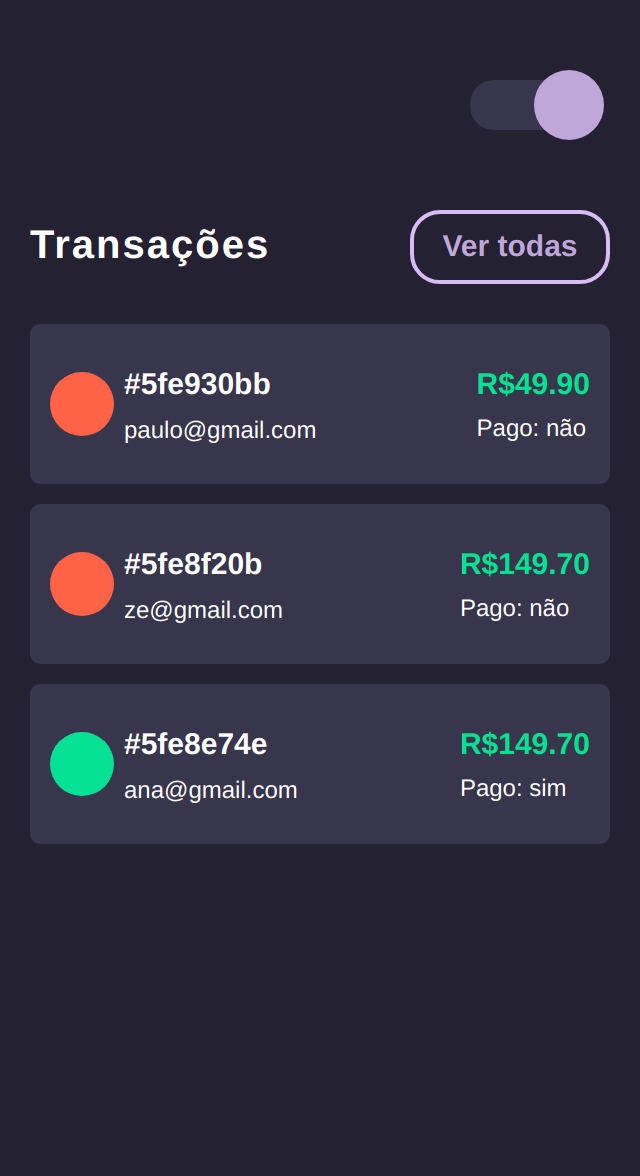 Transações
Ver todas
#5fe930bb
R$49.90
paulo@gmail.com
Pago: não
#5fe8f20b
R$149.70
ze@gmail.com
Pago: não
#5fe8e74e
R$149.70
ana@gmail.com
Pago: sim